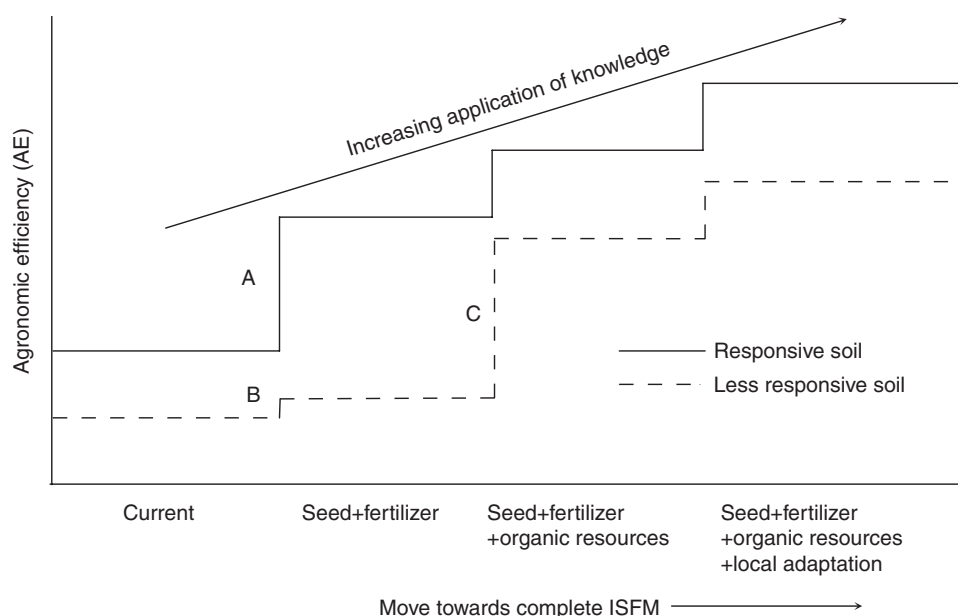 Agronomic efficiency (AE)
Increasing application of knowledge
A
B
C
Responsive soil
Less responsive soil
Current
Seed+fertilizer
Seed+fertilizer
+organic resources
Seed+fertilizer
+organic resources
+local adaptation
Move towards complete ISFM